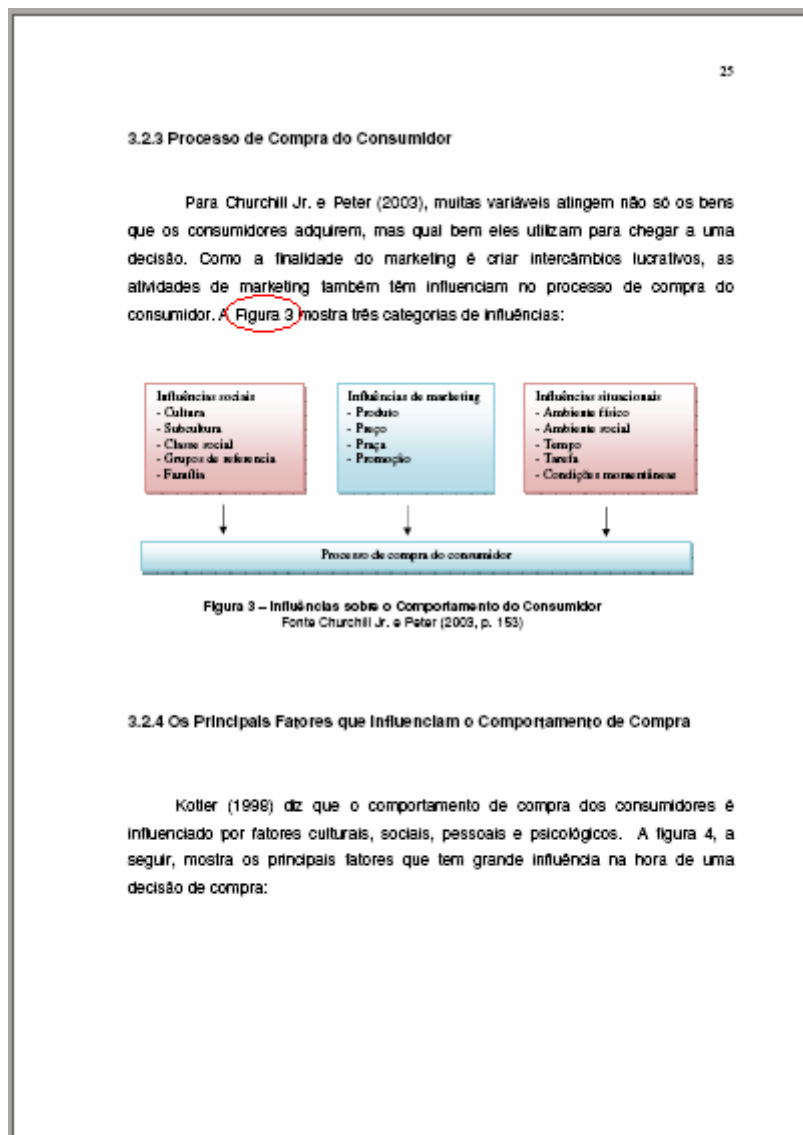 25
3.2.3 Processo de Compra do Consumidor
Para Churchill Jr. e Peter (2003), muitas variáveis atingem não só os bens
que os consumidores adquirem, mas qual bem eles utilizam para chegar a uma
decisão. Como a finalidade do marketing é criar intercâmbios lucrativos, as
atividades de marketing também têm influenciam no processo de compra do
consumidor. A Figura 3 mostra três categorias de influências:
Influências sociais
- Cultura
- Subcultura
- Classe social
- Grupos de referencia
- Família
Influências de marketing
- Produto
- Preço
- Praça
- Promoção
Influências situacionais
- Ambiente físico
- Ambiente social
- Tempo
- Tarefa
- Condições momentâneas
Processo de compra do consumidor
Figura 3 – Influências sobre o Comportamento do Consumidor
Fonte Churchill Jr. e Peter (2003, p. 153)
3.2.4 Os Principais Fatores que Influenciam o Comportamento de Compra
Kotler (1998) diz que o comportamento de compra dos consumidores é
influenciado por fatores culturais, sociais, pessoais e psicológicos. A figura 4, a
seguir, mostra os principais fatores que tem grande influência na hora de uma
decisão de compra: